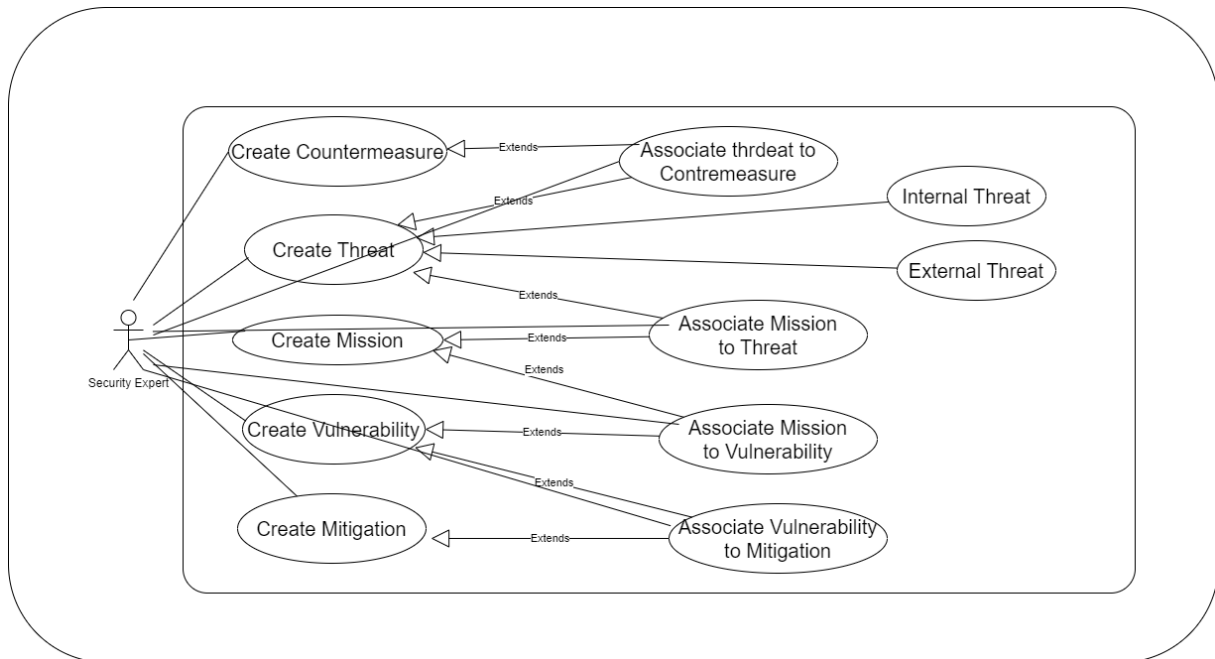 Create Countermeasure
Extends
Associate thrdeat to
Contremeasure
Extends
Internal Threat
Create Threat
External Threat
Extends
Associate Mission
to Threat
Create Mission
Extends
Security Expert
Extends
Create Vulnerability
Extends
Associate Mission
to Vulnerability
Extends
Create Mitigation
Extends
Associate Vulnerability
to Mitigation